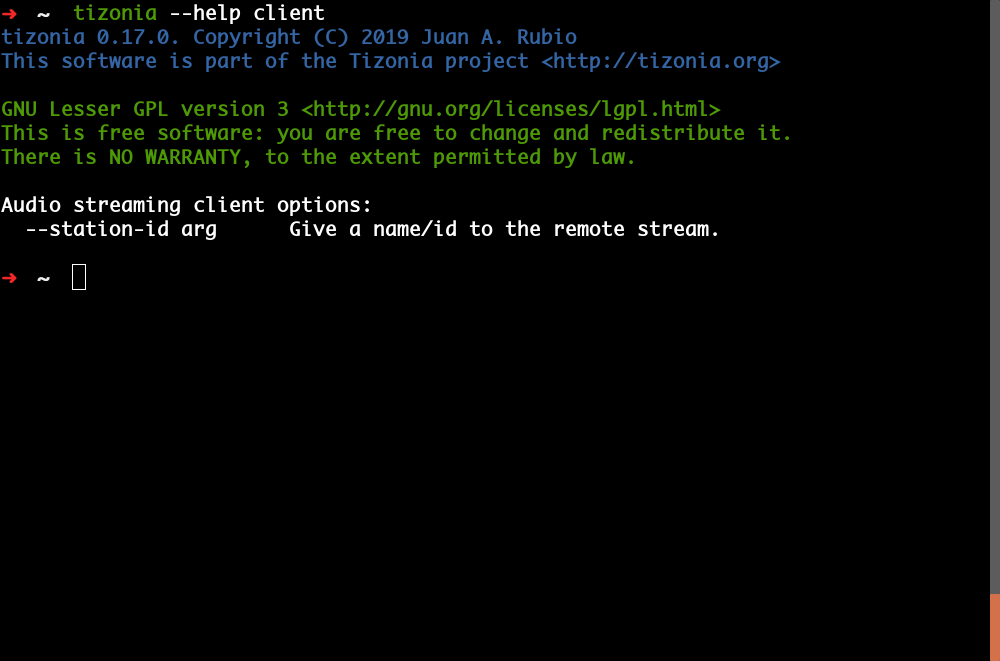 ➜ ~ tizonia --help client
tizonia 0.17.0. Copyright (C) 2019 Juan A. Rubio
This software is part of the Tizonia project <http://tizonia.org>
GNU Lesser GPL version 3 <http://gnu.org/licenses/lgpl.html>
This is free software: you are free to change and redistribute it.
There is NO WARRANTY, to the extent permitted by law.
Audio streaming client options:
--station-id arg Give a name/id to the remote stream.
➜ ~